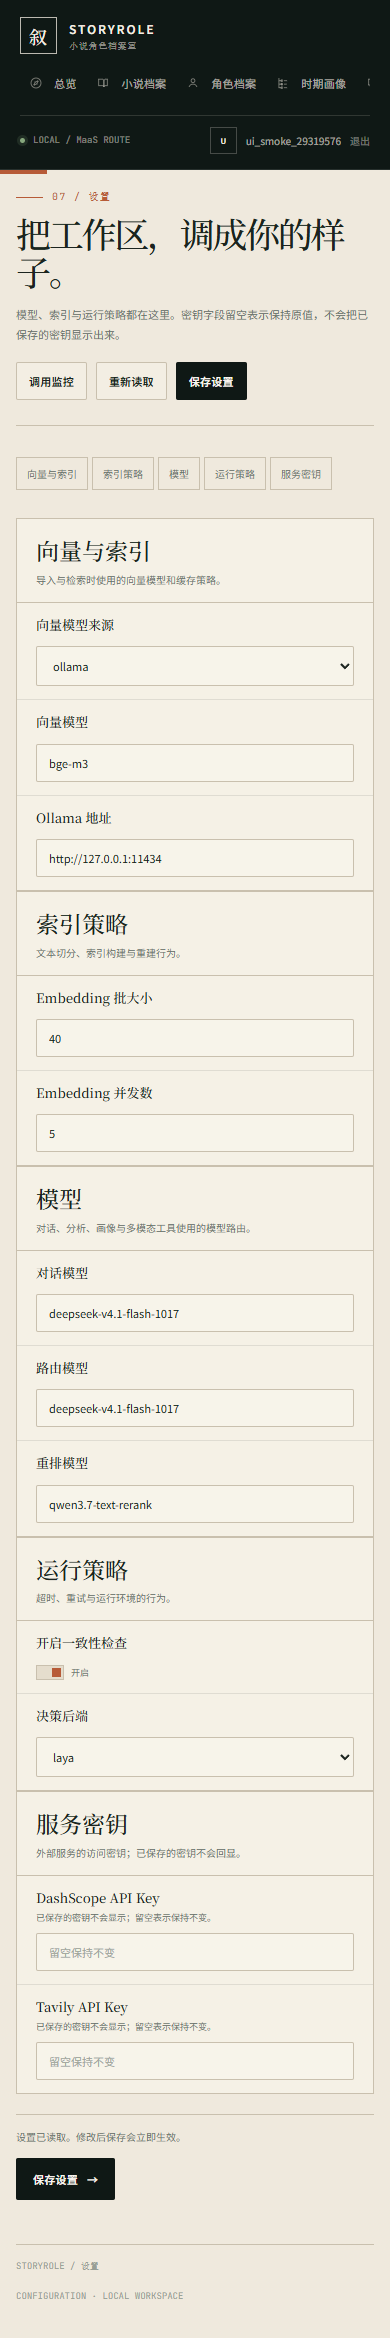 叙
STORYROLE
小说角色档案室
总览 小说档案 角色档案 时期画像
LOCAL / MaaS ROUTE
U ui_smoke_29319576 退出
07 / 设置
把工作区，调成你的样
子。
模型、索引与运行策略都在这里。密钥字段留空表示保持原值，不会把已
保存的密钥显示出来。
调用监控 重新读取 保存设置
向量与索引 索引策略 模型 运行策略 服务密钥
向量与索引
导入与检索时使用的向量模型和缓存策略。
向量模型来源
ollama
向量模型
bge-m3
Ollama 地址
http://127.0.0.1:11434
索引策略
文本切分、索引构建与重建行为。
Embedding 批大小
40
Embedding 并发数
5
模型
对话、分析、画像与多模态工具使用的模型路由。
对话模型
deepseek-v4.1-flash-1017
路由模型
deepseek-v4.1-flash-1017
重排模型
qwen3.7-text-rerank
运行策略
超时、重试与运行环境的行为。
开启一致性检查
开启
决策后端
laya
服务密钥
外部服务的访问密钥；已保存的密钥不会回显。
DashScope API Key
已保存的密钥不会显示；留空表示保持不变。
留空保持不变
Tavily API Key
已保存的密钥不会显示；留空表示保持不变。
留空保持不变
设置已读取。修改后保存会立即生效。
保存设置 →
STORYROLE / 设置
CONFIGURATION · LOCAL WORKSPACE